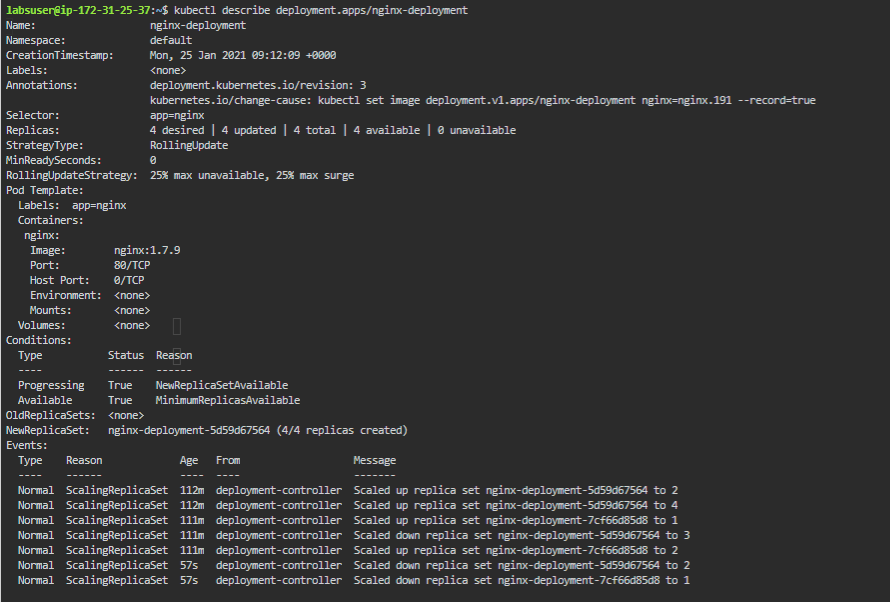 labsuser@ip-172-31-25-37:~$ kubectl describe deployment.apps/nginx-deployment
Name:                   nginx-deployment
Namespace:              default
CreationTimestamp:      Mon, 25 Jan 2021 09:12:09 +0000
Labels:                 <none>
Annotations:            deployment.kubernetes.io/revision: 3
                        kubernetes.io/change-cause: kubectl set image deployment.v1.apps/nginx-deployment nginx=nginx.191 --record=true
Selector:               app=nginx
Replicas:               4 desired | 4 updated | 4 total | 4 available | 0 unavailable
StrategyType:           RollingUpdate
MinReadySeconds:        0
RollingUpdateStrategy:  25% max unavailable, 25% max surge
Pod Template:
  Labels:  app=nginx
  Containers:
   nginx:
    Image:        nginx:1.7.9
    Port:         80/TCP
    Host Port:    0/TCP
    Environment:  <none>
    Mounts:       <none>
  Volumes:        <none>
Conditions:
  Type           Status  Reason
  ----           ------  ------
  Progressing    True    NewReplicaSetAvailable
  Available      True    MinimumReplicasAvailable
OldReplicaSets:  <none>
NewReplicaSet:   nginx-deployment-5d59d67564 (4/4 replicas created)
Events:
  Type    Reason             Age   From                   Message
  ----    ------             ----  ----                   -------
  Normal  ScalingReplicaSet  112m  deployment-controller  Scaled up replica set nginx-deployment-5d59d67564 to 2
  Normal  ScalingReplicaSet  112m  deployment-controller  Scaled up replica set nginx-deployment-5d59d67564 to 4
  Normal  ScalingReplicaSet  111m  deployment-controller  Scaled up replica set nginx-deployment-7cf66d85d8 to 1
  Normal  ScalingReplicaSet  111m  deployment-controller  Scaled down replica set nginx-deployment-5d59d67564 to 3
  Normal  ScalingReplicaSet  111m  deployment-controller  Scaled up replica set nginx-deployment-7cf66d85d8 to 2
  Normal  ScalingReplicaSet  57s   deployment-controller  Scaled down replica set nginx-deployment-5d59d67564 to 2
  Normal  ScalingReplicaSet  57s   deployment-controller  Scaled down replica set nginx-deployment-7cf66d85d8 to 1